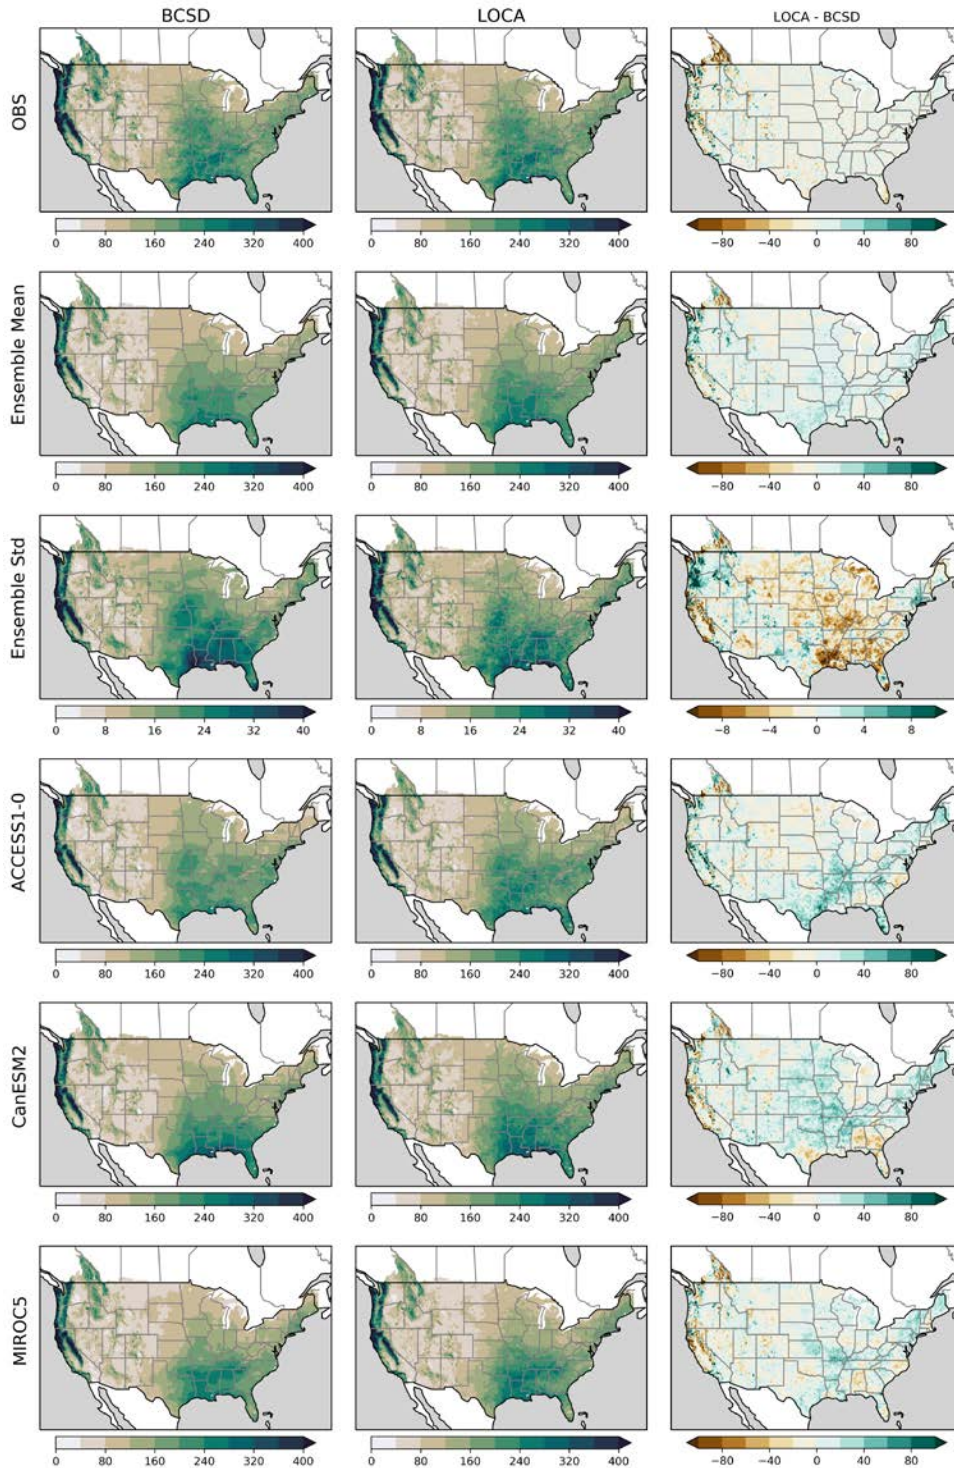 BCSD LOCA LOCA - BCSD
OBS
0 80 160 240 320 400 0 80 160 240 320 400 −80 −40 0 40 80
Ensemble Mean
0 80 160 240 320 400 0 80 160 240 320 400 −80 −40 0 40 80
Ensemble Std
0 8 16 24 32 40 0 8 16 24 32 40 −8 −4 0 4 8
ACCESS1-0
0 80 160 240 320 400 0 80 160 240 320 400 −80 −40 0 40 80
CanESM2
0 80 160 240 320 400 0 80 160 240 320 400 −80 −40 0 40 80
MIROC5
0 80 160 240 320 400 0 80 160 240 320 400 −80 −40 0 40 80